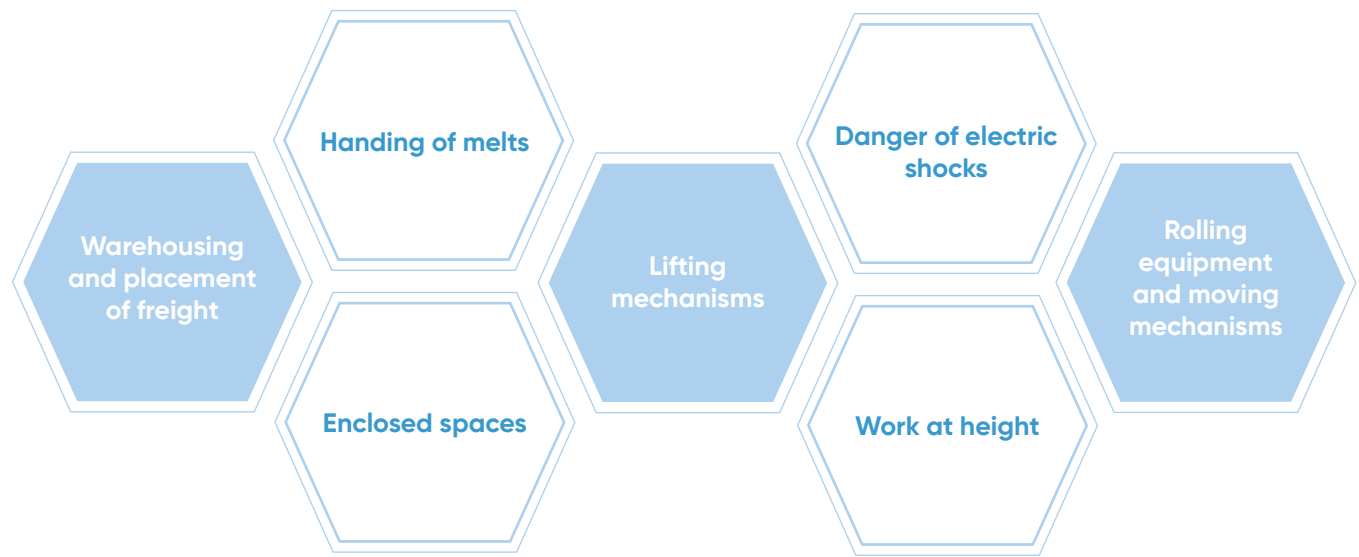 Handing of melts
Danger of electric
shocks
Warehousing
and placement
of freight
Lifting
mechanisms
Rolling
equipment
and moving
mechanisms
Enclosed spaces
Work at height